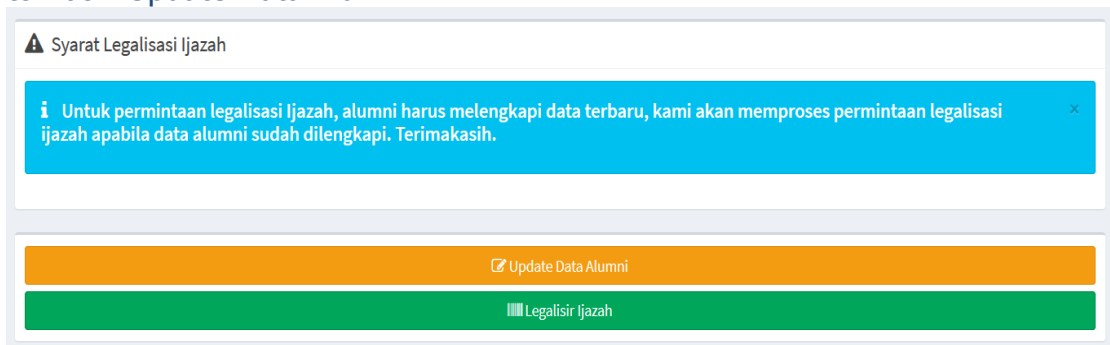 Syarat Legalisasi Ijazah
i Untuk permintaan legalisasi Ijazah, alumni harus melengkapi data terbaru, kami akan memproses permintaan legalisasi
ijazah apabila data alumni sudah dilengkapi. Terimakasih.
×
Update Data Alumni
Legalisir Ijazah